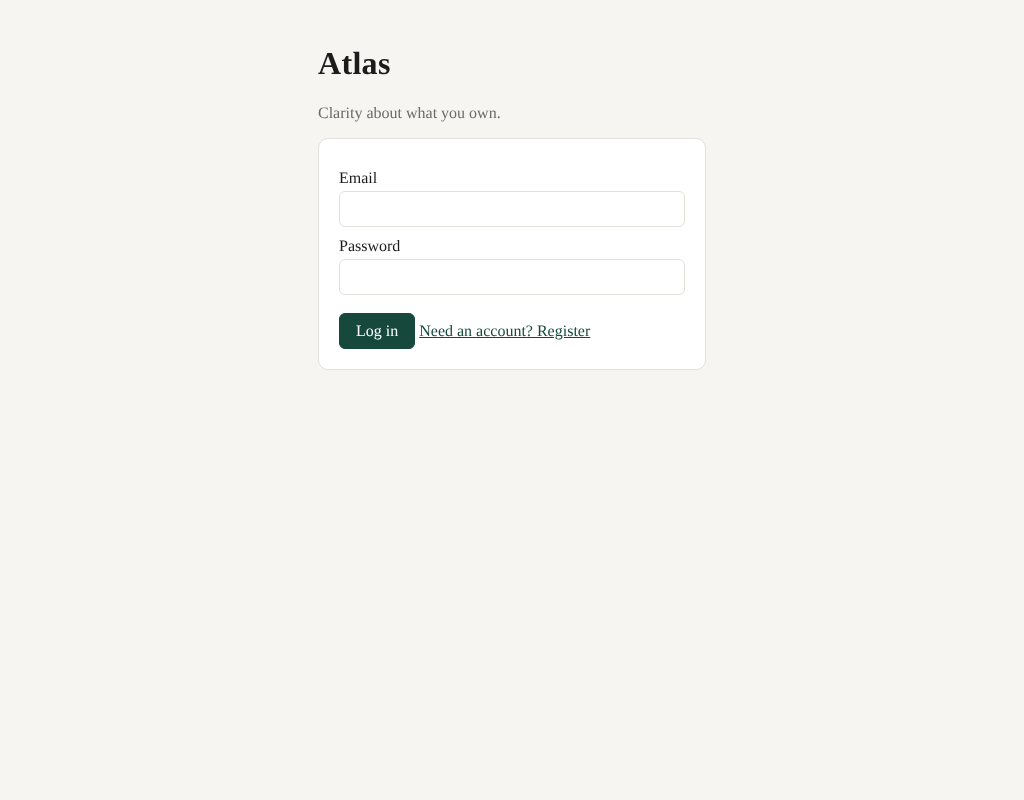 Atlas
Clarity about what you own.
Email
Password
Log in Need an account? Register